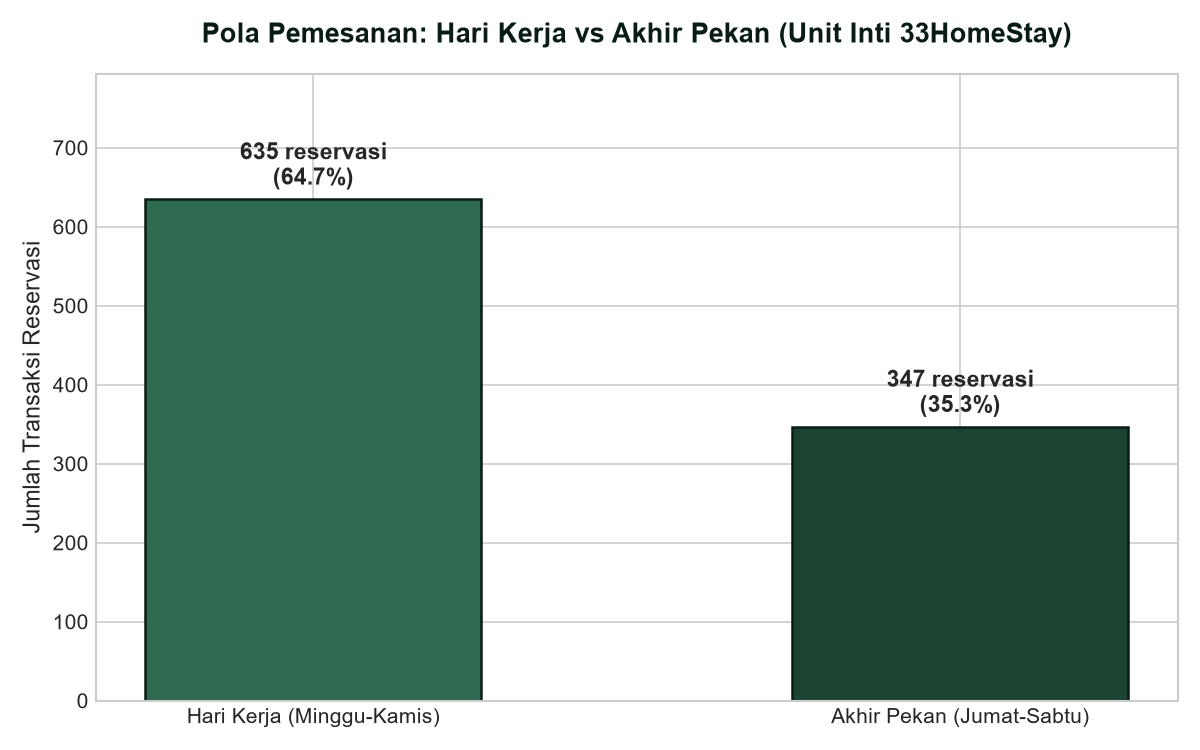 Pola Pemesanan: Hari Kerja vs Akhir Pekan (Unit Inti 33HomeStay)
Jumlah Transaksi Reservasi
700
600
500
400
300
200
100
0
635 reservasi
(64.7%)
347 reservasi
(35.3%)
Hari Kerja (Minggu-Kamis)
Akhir Pekan (Jumat-Sabtu)